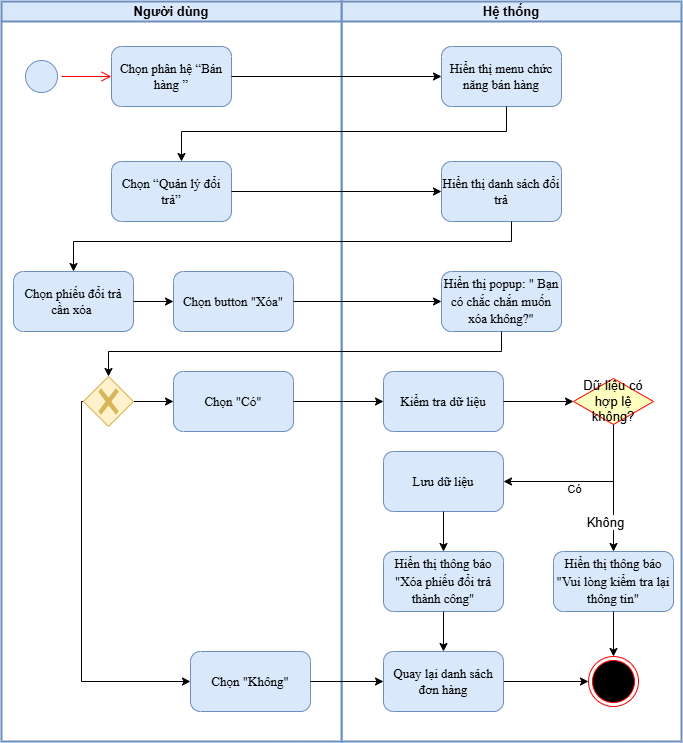 Người dùng
Hệ thống
Chọn phân hệ “Bán
hàng ”
Hiển thị menu chức
năng bán hàng
Chọn “Quản lý đổi
trả”
Hiển thị danh sách đổi
trả
Chọn phiếu đổi trả
cần xóa
Chọn button "Xóa"
Hiển thị popup: " Bạn
có chắc chắn muốn
xóa không?"
Chọn "Có"
Kiểm tra dữ liệu
Dữ liệu có
hợp lệ
không?
Lưu dữ liệu
Có
Không
Hiển thị thông báo
"Xóa phiếu đổi trả
thành công"
Hiển thị thông báo
"Vui lòng kiểm tra lại
thông tin"
Chọn "Không"
Quay lại danh sách
đơn hàng